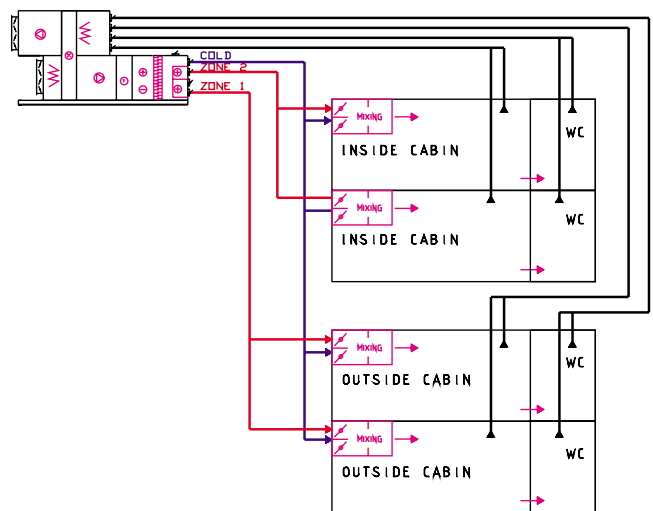 COLD
ZONE 2
ZONE 1
MIXING
WC
INSIDE CABIN
MIXING
WC
INSIDE CABIN
MIXING
WC
OUTSIDE CABIN
MIXING
WC
OUTSIDE CABIN